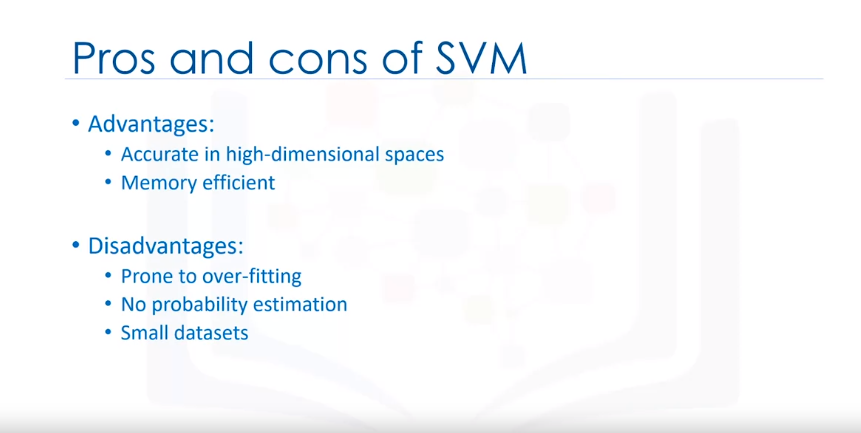 Pros and cons of SVM
• Advantages:
• Accurate in high-dimensional spaces
• Memory efficient
• Disadvantages:
• Prone to over-fitting
• No probability estimation
• Small datasets